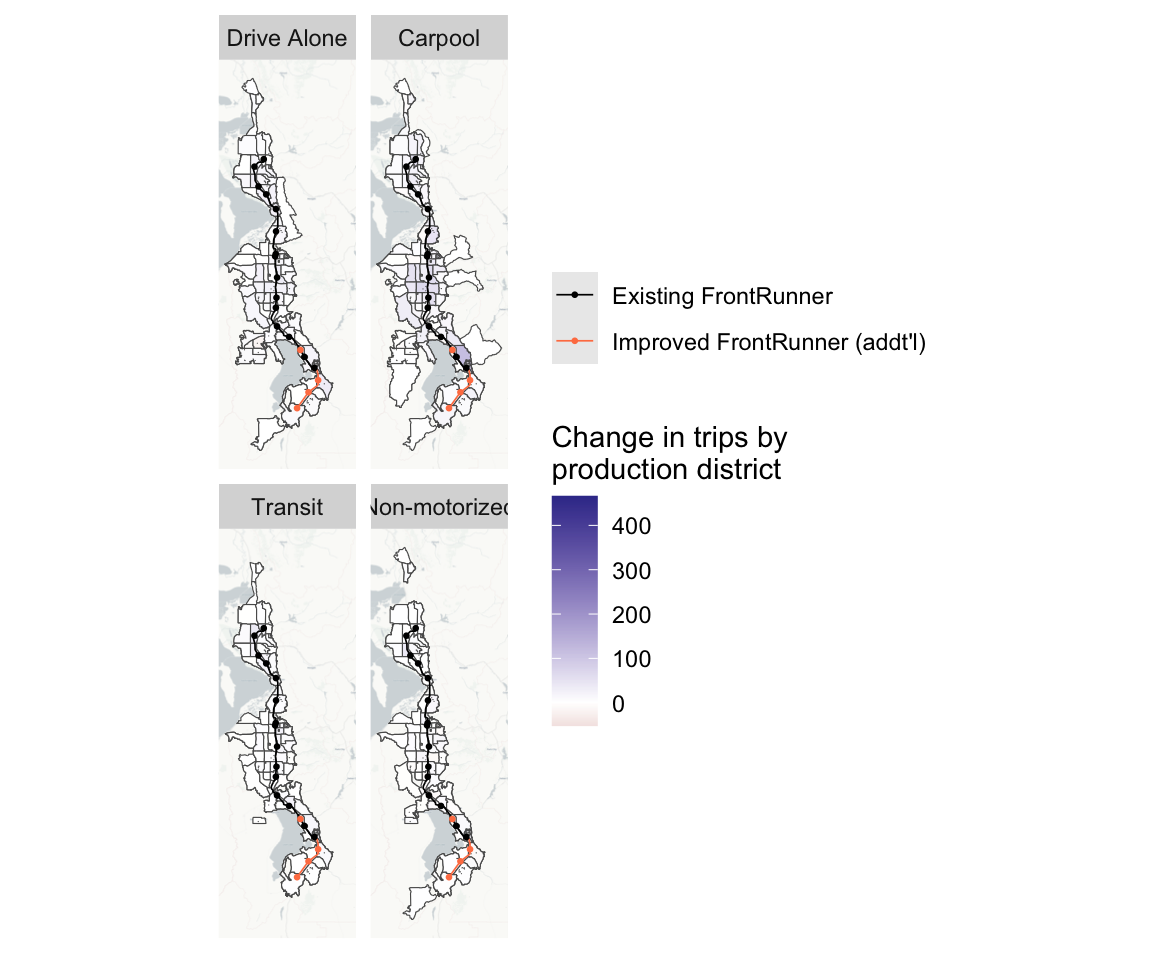 Drive Alone
Carpool
Transit
Non-motorized
Existing FrontRunner
Improved FrontRunner (addt'l)
Change in trips by
production district
400
300
200
100
0